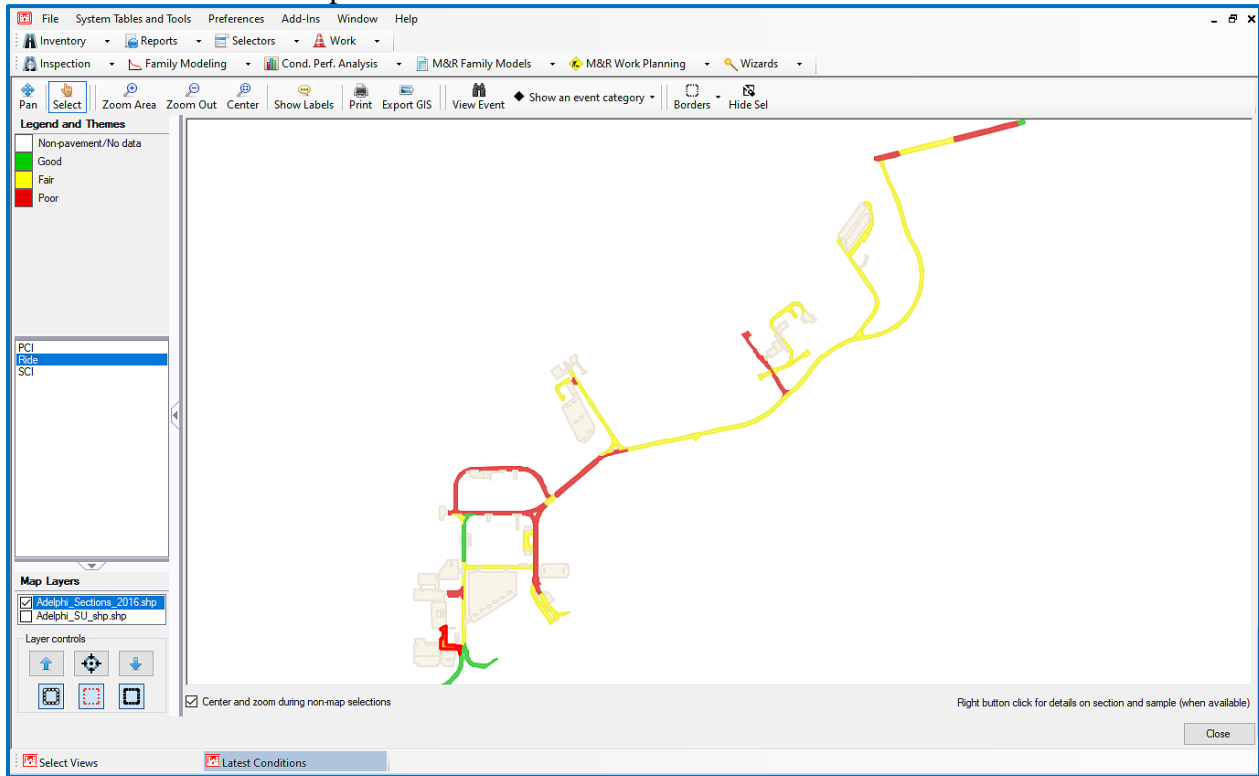 File System Tables and Tools Preferences Add-Ins Window Help
Inventory Reports Selectors Work
Inspection Family Modeling Cond. Perf. Analysis M&R Family Models M&R Work Planning Wizards
Pan Select Zoom Area Zoom Out Center Show Labels Print Export GIS View Event Show an event category Borders Hide Sel
Legend and Themes
Non-pavement/No data
Good
Fair
Poor
PCI
Ride
SCI
Map Layers
Adelphi_Sections_2016.shp
Adelphi_SU_shp.shp
Layer controls
Center and zoom during non-map selections Right button click for details on section and sample (when available)
Close
Select Views Latest Conditions